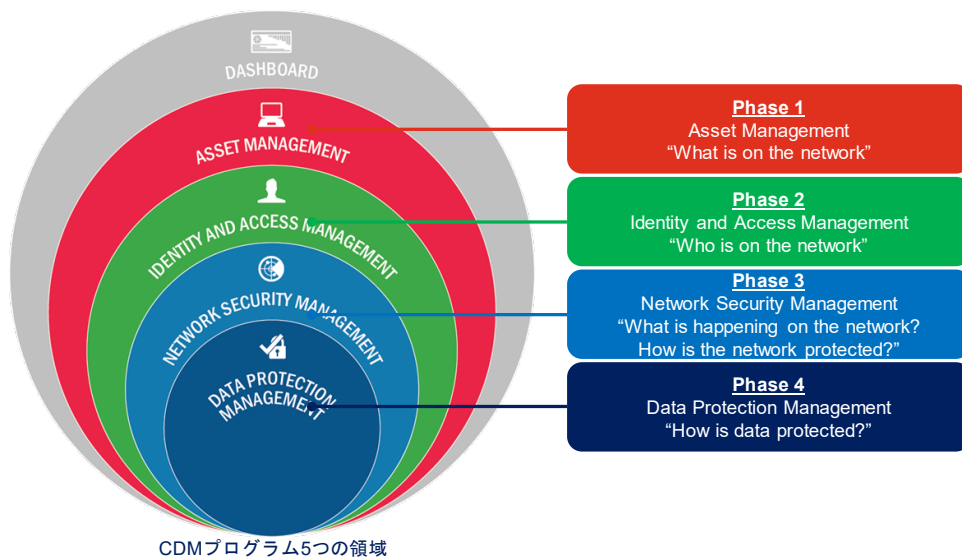 DASHBOARD
ASSET MANAGEMENT
IDENTITY AND ACCESS MANAGEMENT
NETWORK SECURITY MANAGEMENT
DATA PROTECTION
MANAGEMENT
Phase 1
Asset Management
“What is on the network”
Phase 2
Identity and Access Management
“Who is on the network”
Phase 3
Network Security Management
“What is happening on the network?
How is the network protected?”
Phase 4
Data Protection Management
“How is data protected?”
CDMプログラム5つの領域